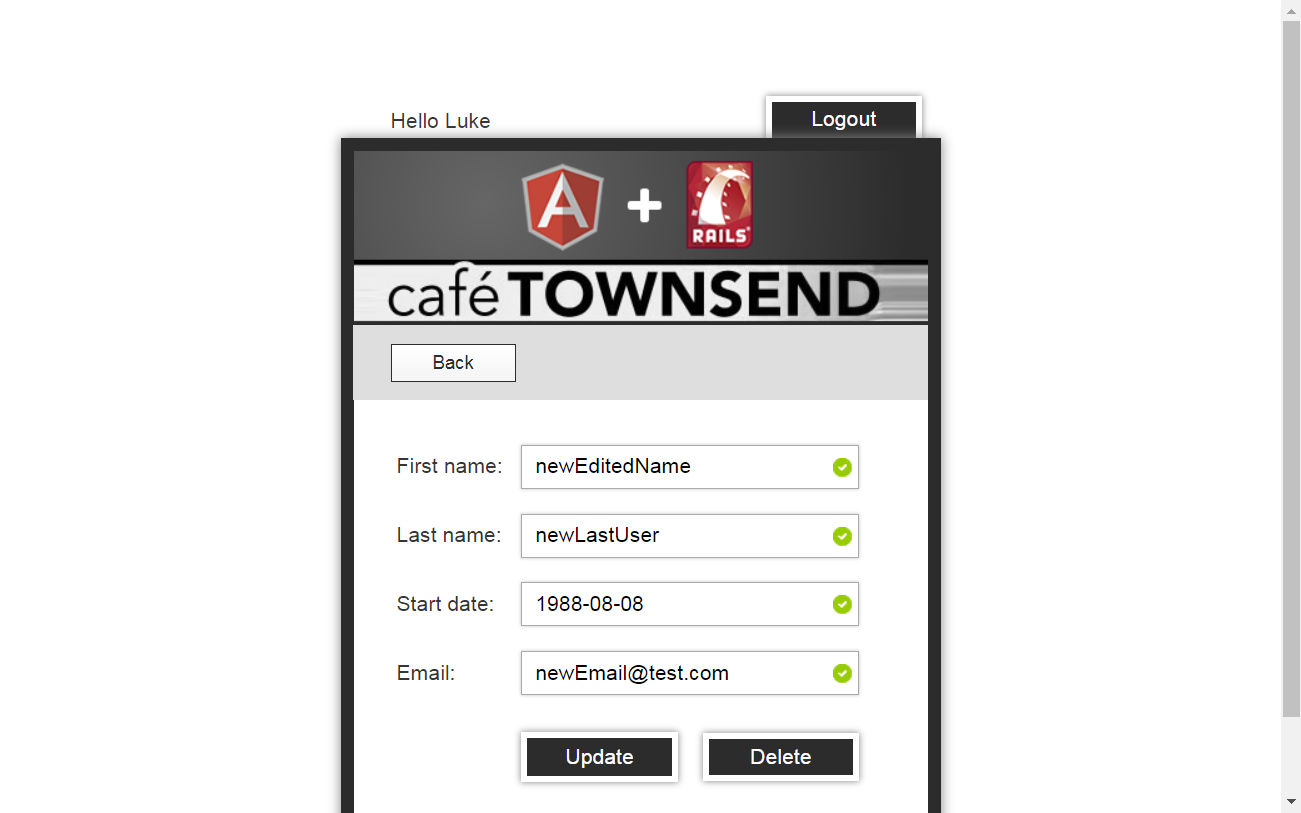 Hello Luke
Logout
A + RAILS
café TOWNSEND
Back
First name: newEditedName
Last name: newLastUser
Start date: 1988-08-08
Email: newEmail@test.com
Update Delete